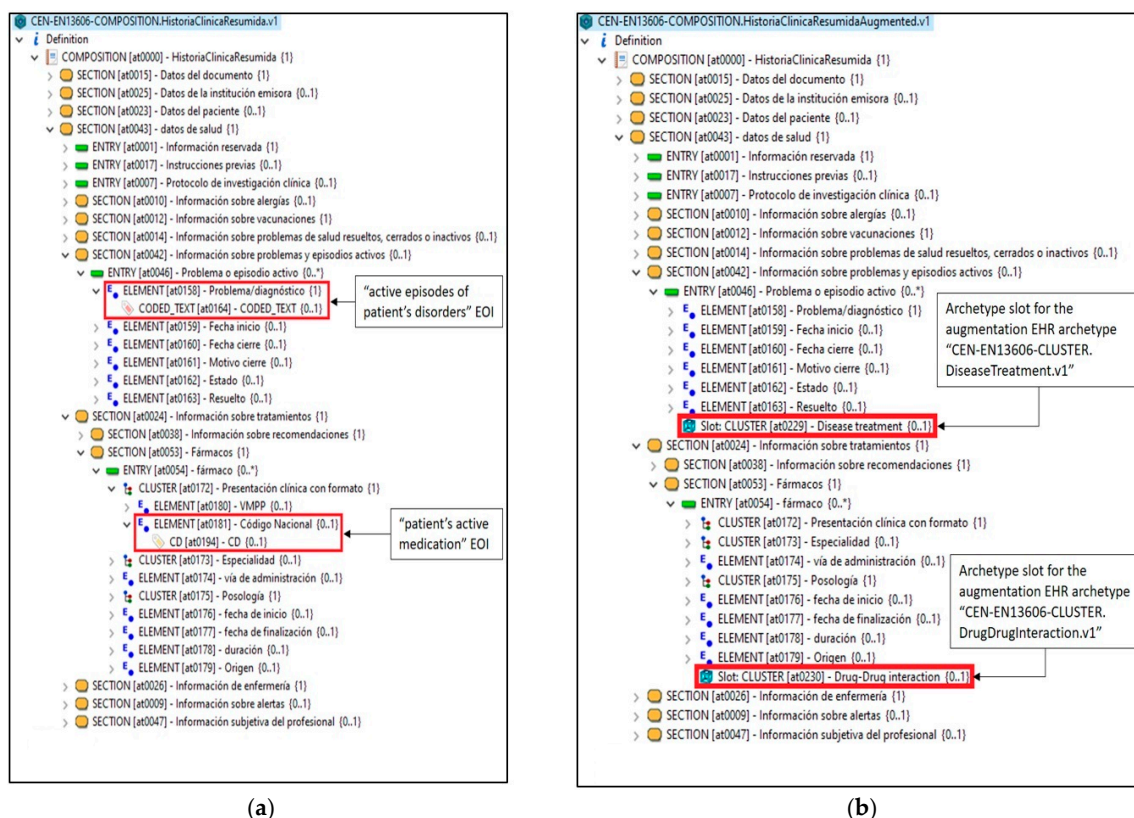 CEN-EN13606-COMPOSITION.HistoriaClinicaResumida.v1
Definition
COMPOSITION [at0000] - HistoriaClinicaResumida {1}
SECTION [at0015] - Datos del documento {1}
SECTION [at0025] - Datos de la institución emisora {0..1}
SECTION [at0023] - Datos del paciente {0..1}
SECTION [at0043] - datos de salud {1}
ENTRY [at0001] - Información reservada {1}
ENTRY [at0017] - Instrucciones previas {0..1}
ENTRY [at0007] - Protocolo de investigación clínica {0..1}
SECTION [at0010] - Información sobre alergías {0..1}
SECTION [at0012] - Información sobre vacunaciones {1}
SECTION [at0014] - Información sobre problemas de salud resueltos, cerrados o inactivos {0..1}
SECTION [at0042] - Información sobre problemas y episodios activos {0..1}
ENTRY [at0046] - Problema o episodio activo {0..*}
ELEMENT [at0158] - Problema/diagnóstico {1}
CODED_TEXT [at0164] - CODED_TEXT {0..1}
ELEMENT [at0159] - Fecha inicio {0..1}
ELEMENT [at0160] - Fecha cierre {0..1}
ELEMENT [at0161] - Motivo cierre {0..1}
ELEMENT [at0162] - Estado {0..1}
ELEMENT [at0163] - Resuelto {0..1}
SECTION [at0024] - Información sobre tratamientos {1}
SECTION [at0038] - Información sobre recomendaciones {1}
SECTION [at0053] - Fármacos {1}
ENTRY [at0054] - fármaco {0..*}
CLUSTER [at0172] - Presentación clínica con formato {1}
ELEMENT [at0180] - VMPP {0..1}
ELEMENT [at0181] - Código Nacional {0..1}
CD [at0194] - CD {0..1}
CLUSTER [at0173] - Especialidad {0..1}
ELEMENT [at0174] - vía de administración {0..1}
CLUSTER [at0175] - Posología {1}
ELEMENT [at0176] - fecha de inicio {0..1}
ELEMENT [at0177] - fecha de finalización {0..1}
ELEMENT [at0178] - duración {0..1}
ELEMENT [at0179] - Origen {0..1}
SECTION [at0026] - Información de enfermería {1}
SECTION [at0009] - Información sobre alertas {0..1}
SECTION [at0047] - Información subjetiva del profesional {0..1}
"active episodes of
patient's disorders" EOI
"patient's active
medication" EOI
(a)
CEN-EN13606-COMPOSITION.HistoriaClinicaResumidaAugmented.v1
Definition
COMPOSITION [at0000] - HistoriaClinicaResumida {1}
SECTION [at0015] - Datos del documento {1}
SECTION [at0025] - Datos de la institución emisora {0..1}
SECTION [at0023] - Datos del paciente {0..1}
SECTION [at0043] - datos de salud {1}
ENTRY [at0001] - Información reservada {1}
ENTRY [at0017] - Instrucciones previas {0..1}
ENTRY [at0007] - Protocolo de investigación clínica {0..1}
SECTION [at0010] - Información sobre alergías {0..1}
SECTION [at0012] - Información sobre vacunaciones {1}
SECTION [at0014] - Información sobre problemas de salud resueltos, cerrados o inactivos {0..1}
SECTION [at0042] - Información sobre problemas y episodios activos {0..1}
ENTRY [at0046] - Problema o episodio activo {0..*}
ELEMENT [at0158] - Problema/diagnóstico {1}
ELEMENT [at0159] - Fecha inicio {0..1}
ELEMENT [at0160] - Fecha cierre {0..1}
ELEMENT [at0161] - Motivo cierre {0..1}
ELEMENT [at0162] - Estado {0..1}
ELEMENT [at0163] - Resuelto {0..1}
Slot: CLUSTER [at0229] - Disease treatment {0..1}
SECTION [at0024] - Información sobre tratamientos {1}
SECTION [at0038] - Información sobre recomendaciones {1}
SECTION [at0053] - Fármacos {1}
ENTRY [at0054] - fármaco {0..*}
CLUSTER [at0172] - Presentación clínica con formato {1}
CLUSTER [at0173] - Especialidad {0..1}
ELEMENT [at0174] - vía de administración {0..1}
CLUSTER [at0175] - Posología {1}
ELEMENT [at0176] - fecha de inicio {0..1}
ELEMENT [at0177] - fecha de finalización {0..1}
ELEMENT [at0178] - duración {0..1}
ELEMENT [at0179] - Origen {0..1}
Slot: CLUSTER [at0230] - Drug-Drug interaction {0..1}
SECTION [at0026] - Información de enfermería {1}
SECTION [at0009] - Información sobre alertas {0..1}
SECTION [at0047] - Información subjetiva del profesional {0..1}
Archetype slot for the
augmentation EHR archetype
"CEN-EN13606-CLUSTER.
DiseaseTreatment.v1"
Archetype slot for the
augmentation EHR archetype
"CEN-EN13606-CLUSTER.
DrugDrugInteraction.v1"
(b)